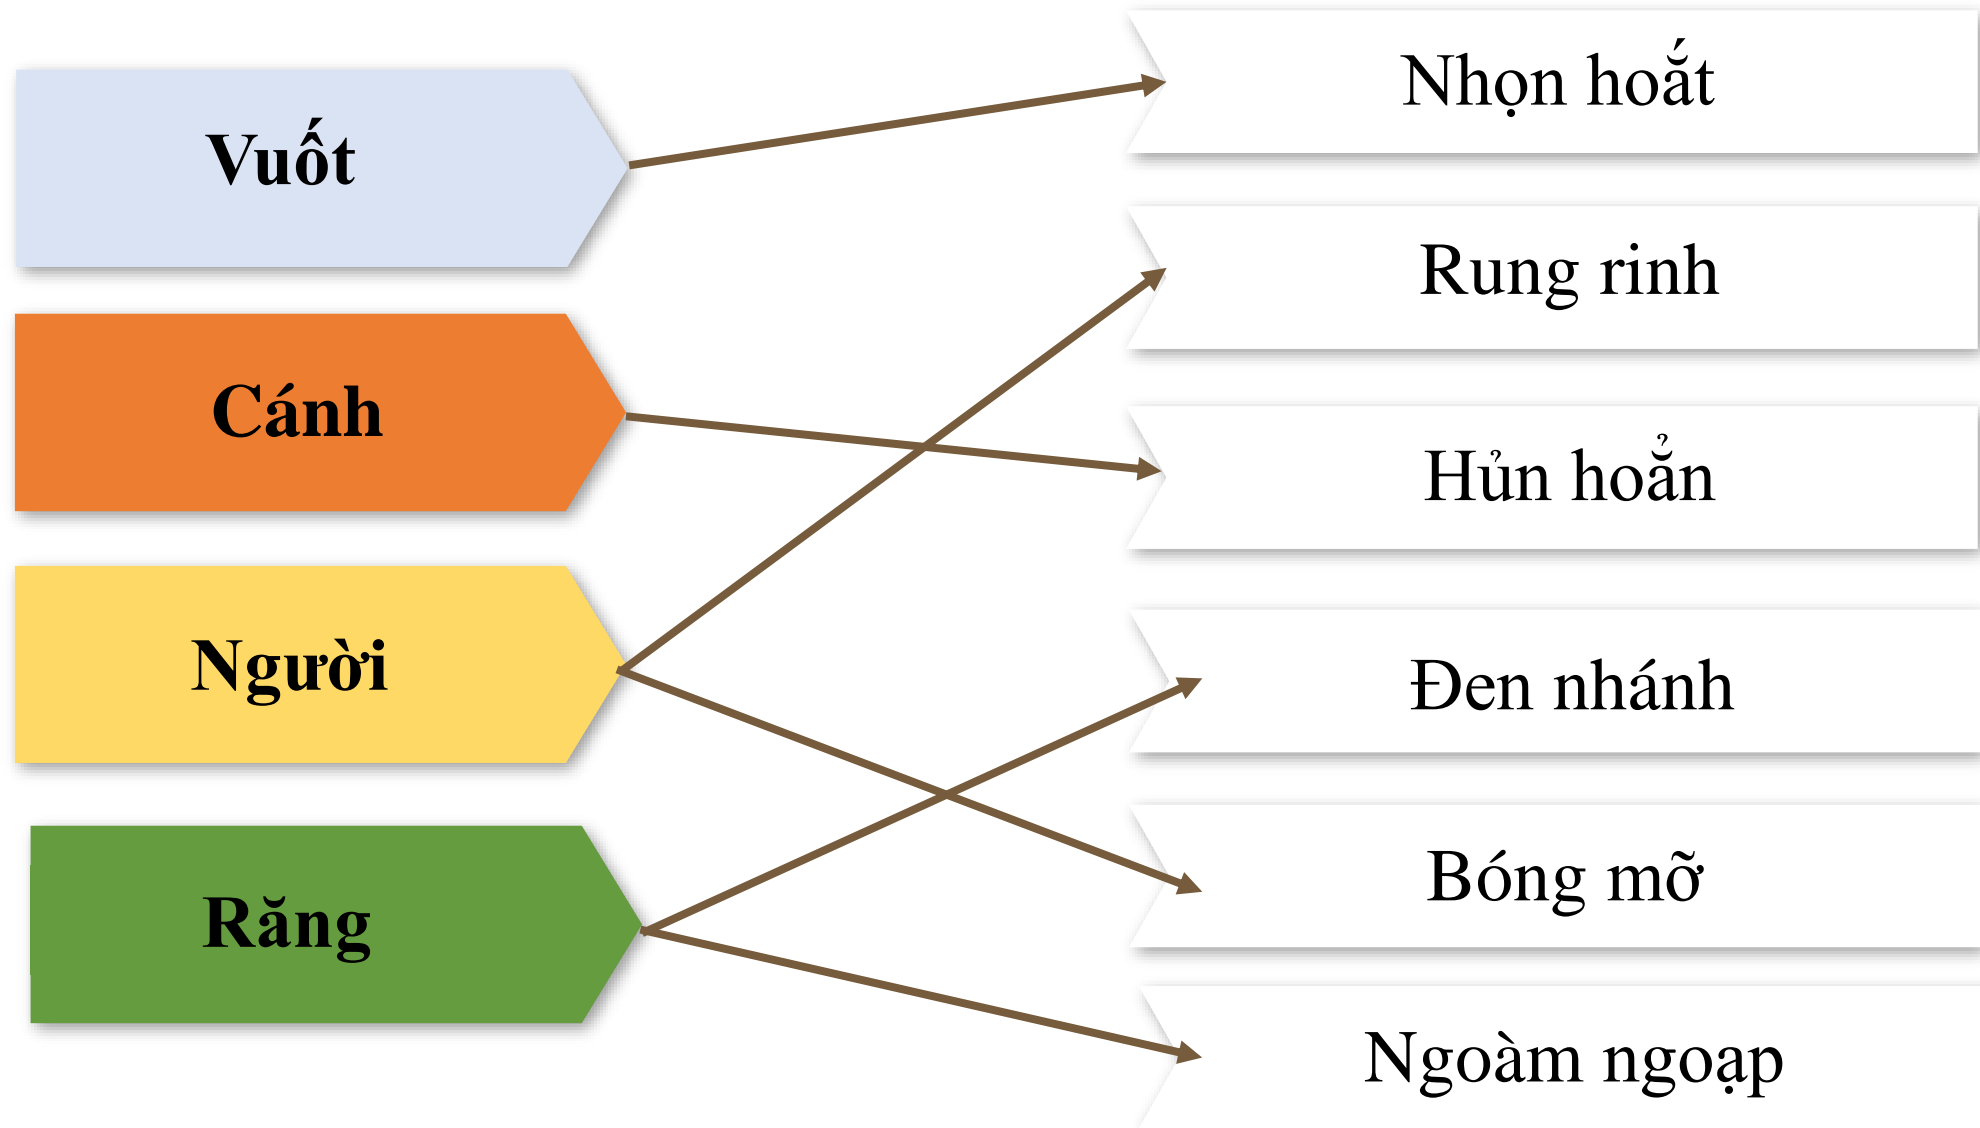 Vuốt
Cánh
Người
Răng
Nhọn hoắt
Rung rinh
Hủn hoẳn
Đen nhánh
Bóng mỡ
Ngoàm ngoạp